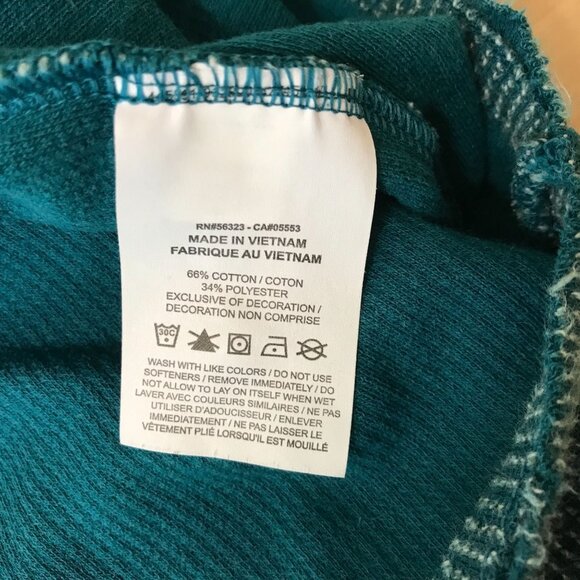 RN#56323 - CA#05553
MADE IN VIETNAM
FABRIQUE AU VIETNAM
66% COTTON / COTON
34% POLYESTER
EXCLUSIVE OF DECORATION /
DECORATION NON COMPRISE
30C
WASH WITH LIKE COLORS / DO NOT USE
SOFTENERS / REMOVE IMMEDIATELY / DO
NOT ALLOW TO LAY ON ITSELF WHEN WET
LAVER AVEC COULEURS SIMILAIRES / NE PAS
UTILISER D'ADOUCISSEUR / ENLEVER
IMMEDIATEMENT / NE PAS LAISSER LE
VÊTEMENT PLIÉ LORSQU'IL EST MOUILLÉ